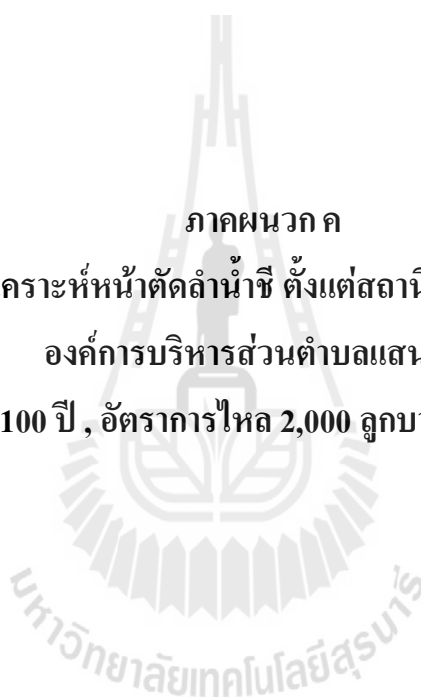 ภาคผนวก ค
คราะห์หน้าตัดลำน้ำชี ตั้งแต่สถานี
องค์การบริหารส่วนตำบลแสน
100 ปี , อัตราการไหล 2,000 ลูกบา
มหาวิทยาลัยเทคโนโลยีสุรนารี